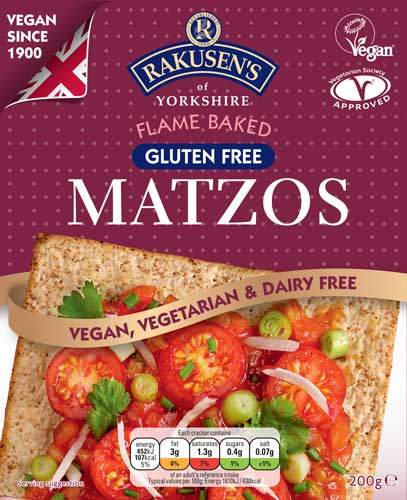 VEGAN
SINCE
1900
ESTABLISHED
R
1900
RAKUSEN'S
of
YORKSHIRE
Vegan
Vegetarian Society
V
APPROVED
FLAME BAKED
GLUTEN FREE
MATZOS
VEGAN, VEGETARIAN & DAIRY FREE
Each cracker contains
energy fat saturates sugars salt
452kJ 3g 1.3g 0.4g 0.07g
107kcal
5% 4% 7% 1% <1%
of an adult's reference intake
Typical values per 100g: Energy 1810kJ / 430kcal
Serving suggestion
200g ℮